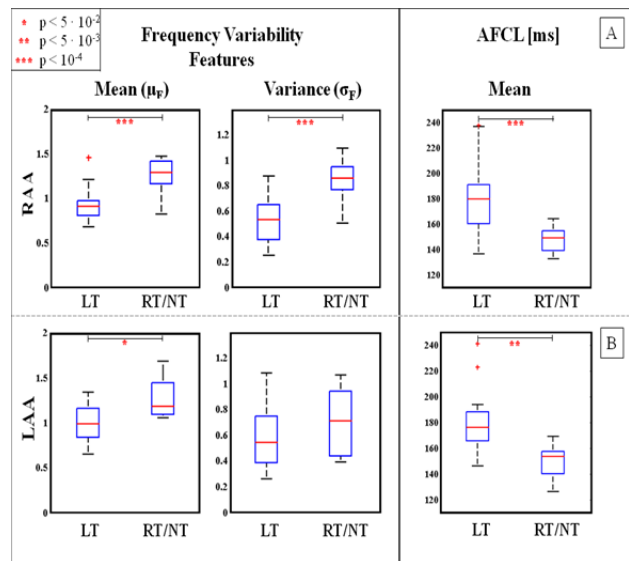 * p < 5 · 10⁻²
** p < 5 · 10⁻³
*** p < 10⁻⁴
Frequency Variability
Features
AFCL [ms]
A
Mean (μF)
Variance (σF)
Mean
RAA
2
1.5
1
0.5
0
***
LT
RT/NT
1.2
1
0.8
0.6
0.4
0.2
0
***
LT
RT/NT
240
220
200
180
160
140
120
***
LT
RT/NT
B
LAA
2
1.5
1
0.5
0
*
LT
RT/NT
1.2
1
0.8
0.6
0.4
0.2
0
LT
RT/NT
240
220
200
180
160
140
120
**
LT
RT/NT